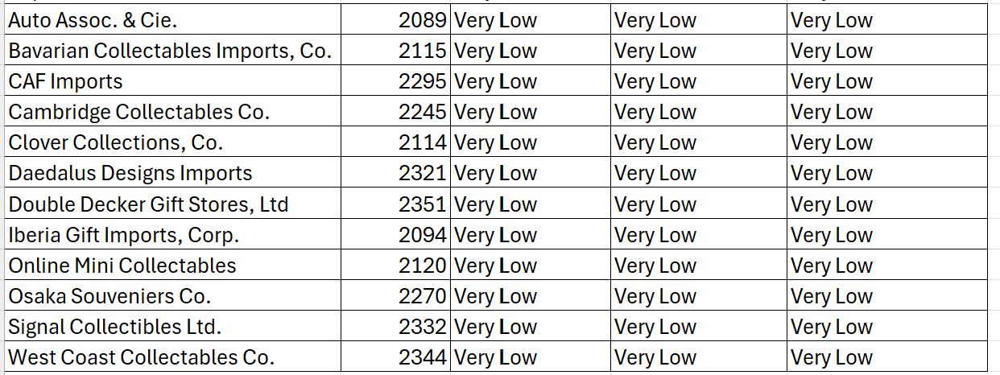 Auto Assoc. & Cie. 2089 Very Low Very Low Very Low
Bavarian Collectables Imports, Co. 2115 Very Low Very Low Very Low
CAF Imports 2295 Very Low Very Low Very Low
Cambridge Collectables Co. 2245 Very Low Very Low Very Low
Clover Collections, Co. 2114 Very Low Very Low Very Low
Daedalus Designs Imports 2321 Very Low Very Low Very Low
Double Decker Gift Stores, Ltd 2351 Very Low Very Low Very Low
Iberia Gift Imports, Corp. 2094 Very Low Very Low Very Low
Online Mini Collectables 2120 Very Low Very Low Very Low
Osaka Souveniers Co. 2270 Very Low Very Low Very Low
Signal Collectibles Ltd. 2332 Very Low Very Low Very Low
West Coast Collectables Co. 2344 Very Low Very Low Very Low